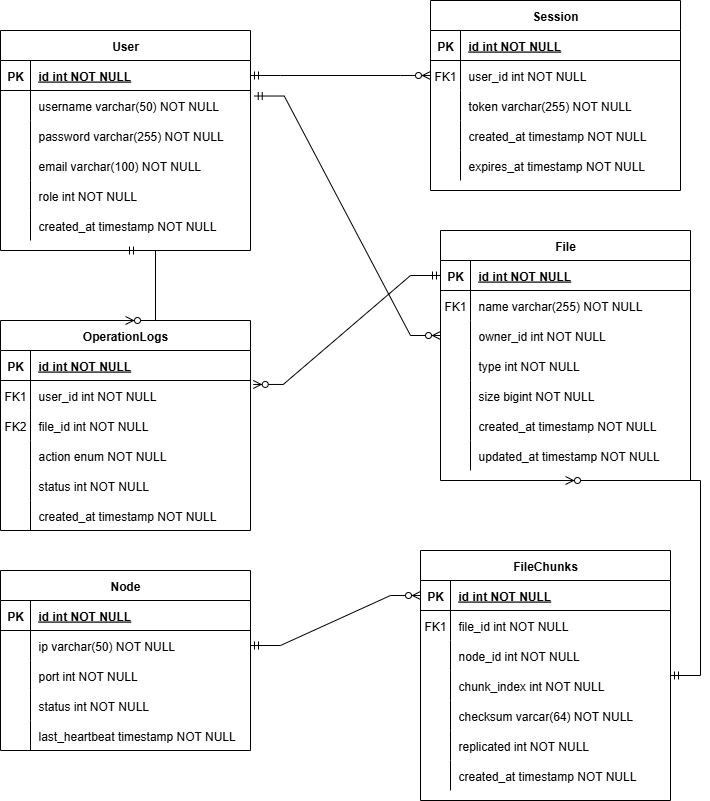 User
PK id int NOT NULL
username varchar(50) NOT NULL
password varchar(255) NOT NULL
email varchar(100) NOT NULL
role int NOT NULL
created_at timestamp NOT NULL
Session
PK id int NOT NULL
FK1 user_id int NOT NULL
token varchar(255) NOT NULL
created_at timestamp NOT NULL
expires_at timestamp NOT NULL
File
PK id int NOT NULL
FK1 name varchar(255) NOT NULL
owner_id int NOT NULL
type int NOT NULL
size bigint NOT NULL
created_at timestamp NOT NULL
updated_at timestamp NOT NULL
OperationLogs
PK id int NOT NULL
FK1 user_id int NOT NULL
FK2 file_id int NOT NULL
action enum NOT NULL
status int NOT NULL
created_at timestamp NOT NULL
Node
PK id int NOT NULL
ip varchar(50) NOT NULL
port int NOT NULL
status int NOT NULL
last_heartbeat timestamp NOT NULL
FileChunks
PK id int NOT NULL
FK1 file_id int NOT NULL
node_id int NOT NULL
chunk_index int NOT NULL
checksum varcar(64) NOT NULL
replicated int NOT NULL
created_at timestamp NOT NULL